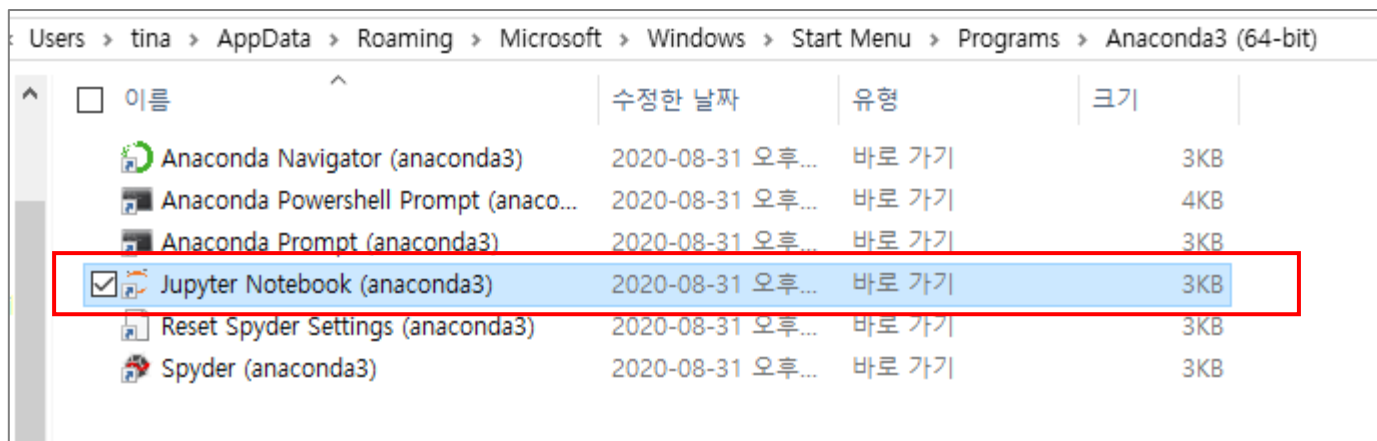 Users > tina > AppData > Roaming > Microsoft > Windows > Start Menu > Programs > Anaconda3 (64-bit)
이름 수정한 날짜 유형 크기
Anaconda Navigator (anaconda3) 2020-08-31 오후... 바로 가기 3KB
Anaconda Powershell Prompt (anaco... 2020-08-31 오후... 바로 가기 4KB
Anaconda Prompt (anaconda3) 2020-08-31 오후... 바로 가기 3KB
Jupyter Notebook (anaconda3) 2020-08-31 오후... 바로 가기 3KB
Reset Spyder Settings (anaconda3) 2020-08-31 오후... 바로 가기 3KB
Spyder (anaconda3) 2020-08-31 오후... 바로 가기 3KB